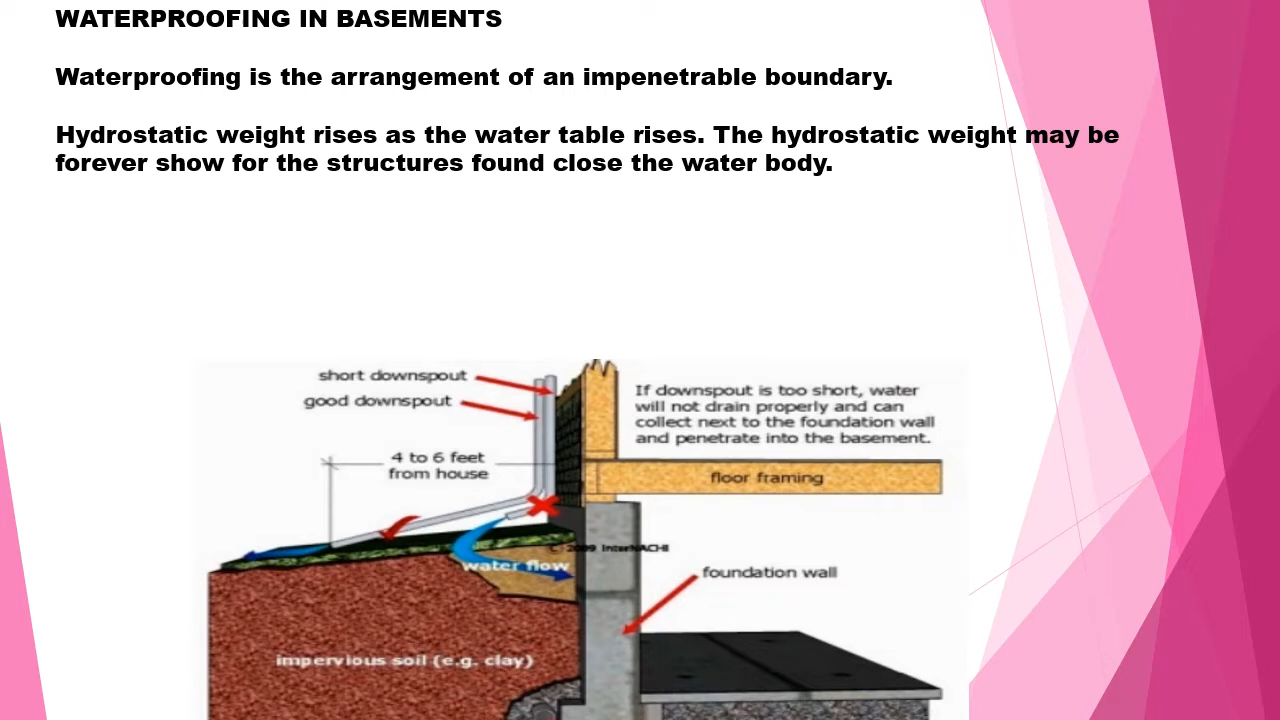 WATERPROOFING IN BASEMENTS
Waterproofing is the arrangement of an impenetrable boundary.
Hydrostatic weight rises as the water table rises. The hydrostatic weight may be
forever show for the structures found close the water body.
short downspout
good downspout
If downspout is too short, water
will not drain properly and can
collect next to the foundation wall
and penetrate into the basement.
4 to 6 feet
from house
floor framing
(C) 2009 InterNACHI
water flow
foundation wall
impervious soil (e.g. clay)